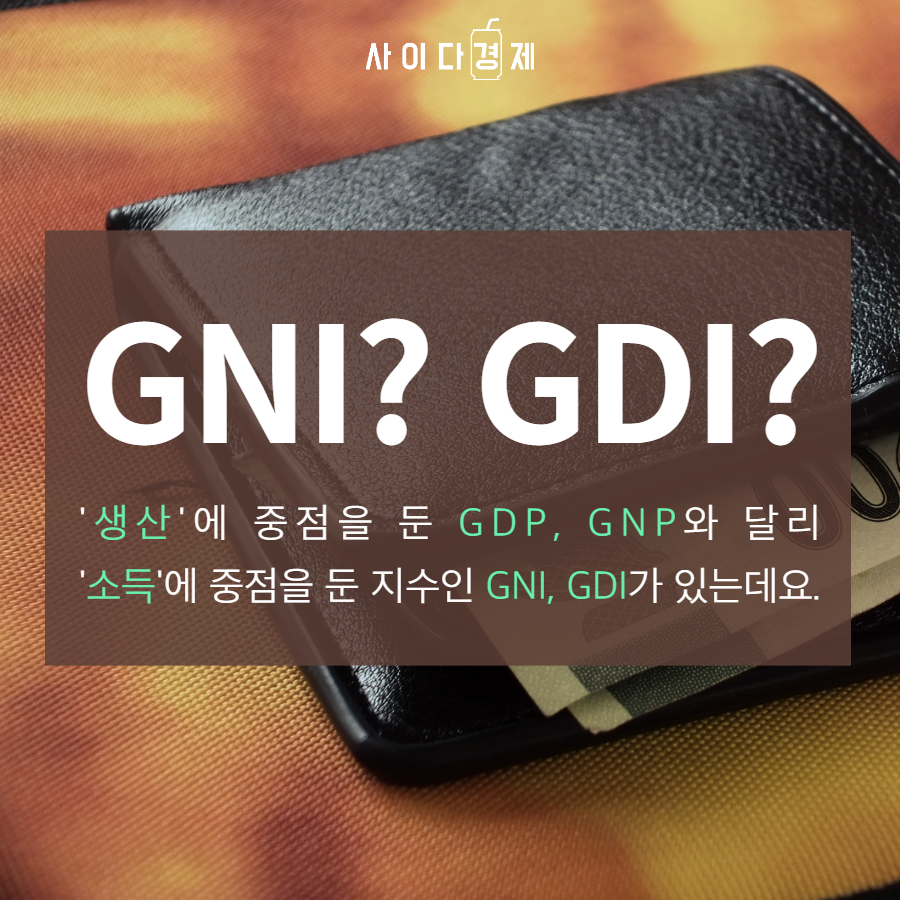 사이다경제
GNI? GDI?
'생산'에 중점을 둔 GDP, GNP와 달리
'소득'에 중점을 둔 지수인 GNI, GDI가 있는데요.